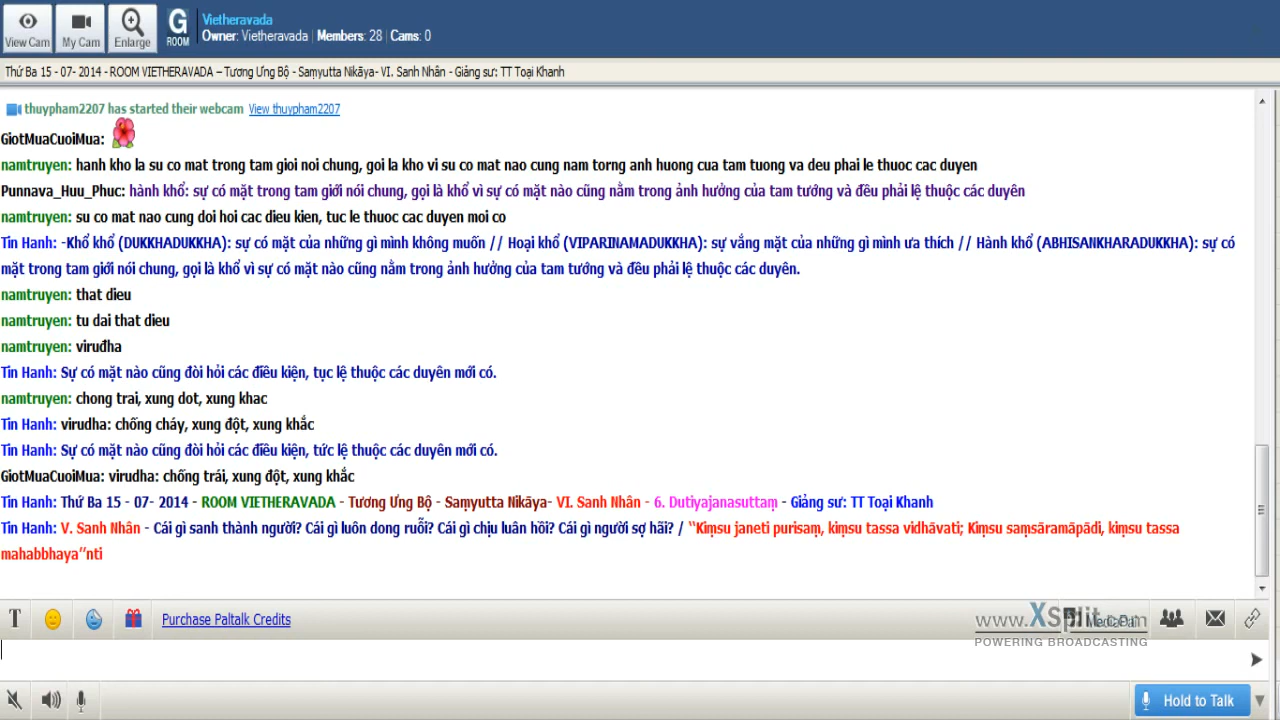 View Cam
My Cam
Enlarge
G
ROOM
Vietheravada
Owner: Vietheravada | Members: 28 | Cams: 0
Thứ Ba 15 - 07- 2014 - ROOM VIETHERAVADA – Tương Ưng Bộ - Saṃyutta Nikāya- VI. Sanh Nhân - Giảng sư: TT Toại Khanh
thuypham2207 has started their webcam View thuypham2207
GiotMuaCuoiMua:
namtruyen: hanh kho la su co mat trong tam gioi noi chung, goi la kho vi su co mat nao cung nam torng anh huong cua tam tuong va deu phai le thuoc cac duyen
Punnava_Huu_Phuc: hành khổ: sự có mặt trong tam giới nói chung, gọi là khổ vì sự có mặt nào cũng nằm trong ảnh hưởng của tam tướng và đều phải lệ thuộc các duyên
namtruyen: su co mat nao cung doi hoi cac dieu kien, tuc le thuoc cac duyen moi co
Tin Hanh: -Khổ khổ (DUKKHADUKKHA): sự có mặt của những gì mình không muốn // Hoại khổ (VIPARINAMADUKKHA): sự vắng mặt của những gì mình ưa thích // Hành khổ (ABHISANKHARADUKKHA): sự có
mặt trong tam giới nói chung, gọi là khổ vì sự có mặt nào cũng nằm trong ảnh hưởng của tam tướng và đều phải lệ thuộc các duyên.
namtruyen: that dieu
namtruyen: tu dai that dieu
namtruyen: viruđha
Tin Hanh: Sự có mặt nào cũng đòi hỏi các điều kiện, tục lệ thuộc các duyên mới có.
namtruyen: chong trai, xung dot, xung khac
Tin Hanh: virudha: chống cháy, xung đột, xung khắc
Tin Hanh: Sự có mặt nào cũng đòi hỏi các điều kiện, tức lệ thuộc các duyên mới có.
GiotMuaCuoiMua: virudha: chống trái, xung đột, xung khắc
Tin Hanh: Thứ Ba 15 - 07- 2014 - ROOM VIETHERAVADA - Tương Ưng Bộ - Saṃyutta Nikāya- VI. Sanh Nhân - 6. Dutiyajanasuttaṃ - Giảng sư: TT Toại Khanh
Tin Hanh: V. Sanh Nhân - Cái gì sanh thành người? Cái gì luôn dong ruỗi? Cái gì chịu luân hồi? Cái gì người sợ hãi? / ‘‘Kiṃsu janeti purisaṃ, kiṃsu tassa vidhāvati; Kiṃsu saṃsāramāpādi, kiṃsu tassa
mahabbhaya’’nti
T
Purchase Paltalk Credits
www.XSplit.com
POWERING BROADCASTING
Hold to Talk